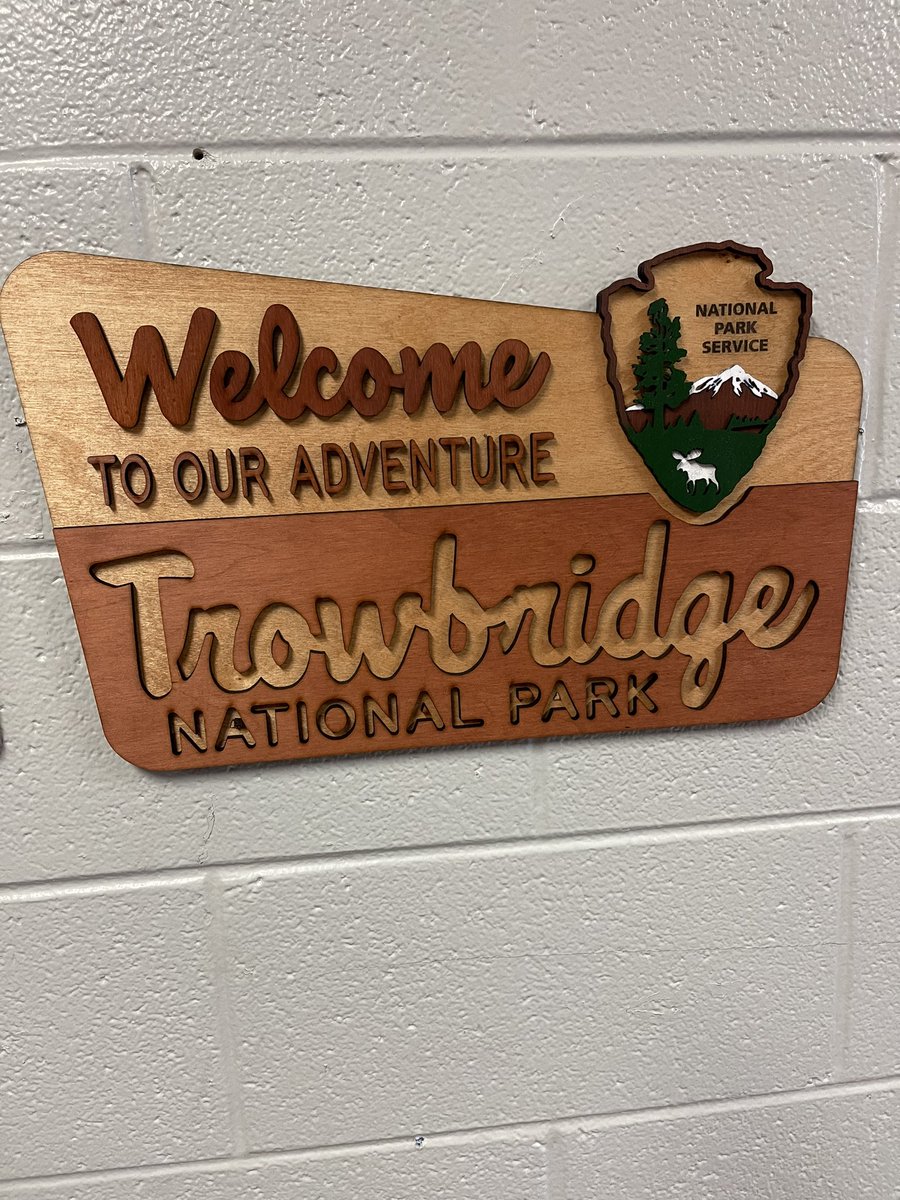 Welcome
TO OUR ADVENTURE
NATIONAL
PARK
SERVICE
Trowbridge
NATIONAL PARK